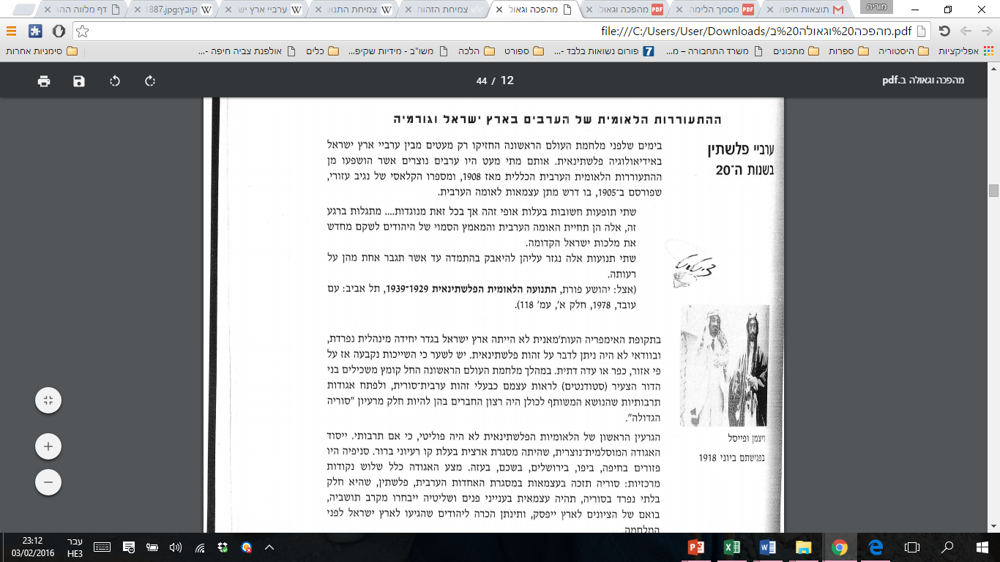 דף מלווה ההר
קובץ:1887.jpg
ערביי ארץ יש
צמיחת התנוע
צמיחת הזהות
מהפכה וגאול
מהפכה וגאולו
מסמך הלימה
תוצאות חיפוש
מוריה
file:///C:/Users/User/Downloads/מהפכה%20וגאולה%20ב.pdf
אפליקציות
היסטוריה
מתכונים
משרד התחבורה – מ...
ספרות
פורום נשואות בלבד -...
ספורט
הלכה
משו"ב - מידיות שקיפ...
כלים
אולפנת צביה חיפה -...
סימניות אחרות
מהפכה וגאולה ב.pdf
44 / 12
ההתעוררות הלאומית של הערבים בארץ ישראל וגורמיה
ערביי פלשתין
בשנות ה־20
בימים שלפני מלחמת העולם הראשונה החזיקו רק מעטים מבין ערביי ארץ ישראל
באידיאולוגיה פלשתינאית. אותם מתי מעט היו ערבים נוצרים אשר הושפעו מן
ההתעוררות הלאומית הערבית הכללית מאז 1908, ומספרו הקלאסי של נגיב עזורי,
שפורסם ב־1905, בו דרש מתן עצמאות לאומה הערבית.
שתי תופעות חשובות בעלות אופי זהה אך בכל זאת מנוגדות.... מתגלות ברגע
זה, אלה הן תחיית האומה הערבית והמאמץ הסמוי של היהודים לשקם מחדש
את מלכות ישראל הקדומה.
שתי תנועות אלה נגזר עליהן להיאבק בהתמדה עד אשר תגבר אחת מהן על
רעותה.
(אצל: יהושע פורת, התנועה הלאומית הפלשתינאית 1929־1939, תל אביב: עם
עובד, 1978, חלק א', עמ' 118).
בתקופת האימפריה העות'מאנית לא הייתה ארץ ישראל בגדר יחידה מינהלית נפרדת,
ובוודאי לא היה ניתן לדבר על זהות פלשתינאית. יש לשער כי השייכות נקבעה אז על
פי אזור, כפר או עדה דתית. במהלך מלחמת העולם הראשונה החל קומץ משכילים בני
הדור הצעיר (סטודנטים) לראות עצמם כבעלי זהות ערבית־סורית, ולפתח אגודות
תרבותיות שהנושא המשותף לכולן היה רצון החברים בהן להיות חלק מרעיון "סוריה
הגדולה".
הגרעין הראשון של הלאומיות הפלשתינאית לא היה פוליטי, כי אם תרבותי. ייסוד
האגודה המוסלמית־נוצרית, שהיתה מסגרת ארצית בעלת קו רעיוני ברור. סניפיה היו
פזורים בחיפה, ביפו, בירושלים, בשכם, בעזה. מצע האגודה כלל שלוש נקודות
מרכזיות: סוריה תזכה בעצמאות במסגרת האחדות הערבית, פלשתין, שהיא חלק
בלתי נפרד בסוריה, תהיה עצמאית בענייני פנים ושליטיה ייבחרו מקרב תושביה,
בואם של הציונים לארץ ייפסק, ותינתן הכרה ליהודים שהגיעו לארץ ישראל לפני
המלחמה
ויצמן ופייסל
בפגישתם ביוני 1918
23:12
03/02/2016
עבר
HE3